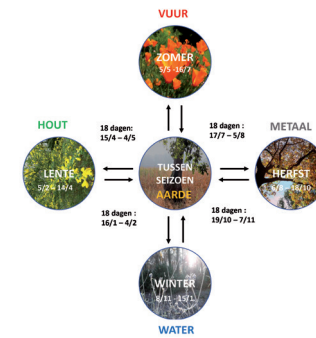 VUUR
ZOMER
5/5 -16/7
HOUT
18 dagen:
15/4 – 4/5
18 dagen :
17/7 – 5/8
METAAL
LENTE
5/2 - 14/4
TUSSEN
SEIZOEN
AARDE
HERFST
6/8 – 18/10
18 dagen :
16/1 – 4/2
18 dagen :
19/10 – 7/11
WINTER
8/11 - 15/1
WATER